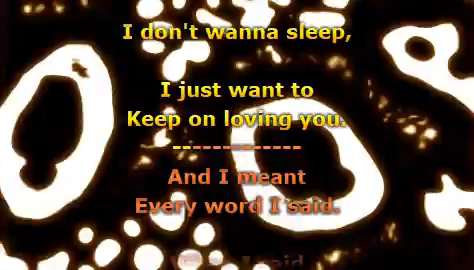 I don't wanna sleep,
I just want to
Keep on loving you.
-------------
And I meant
Every word I said.